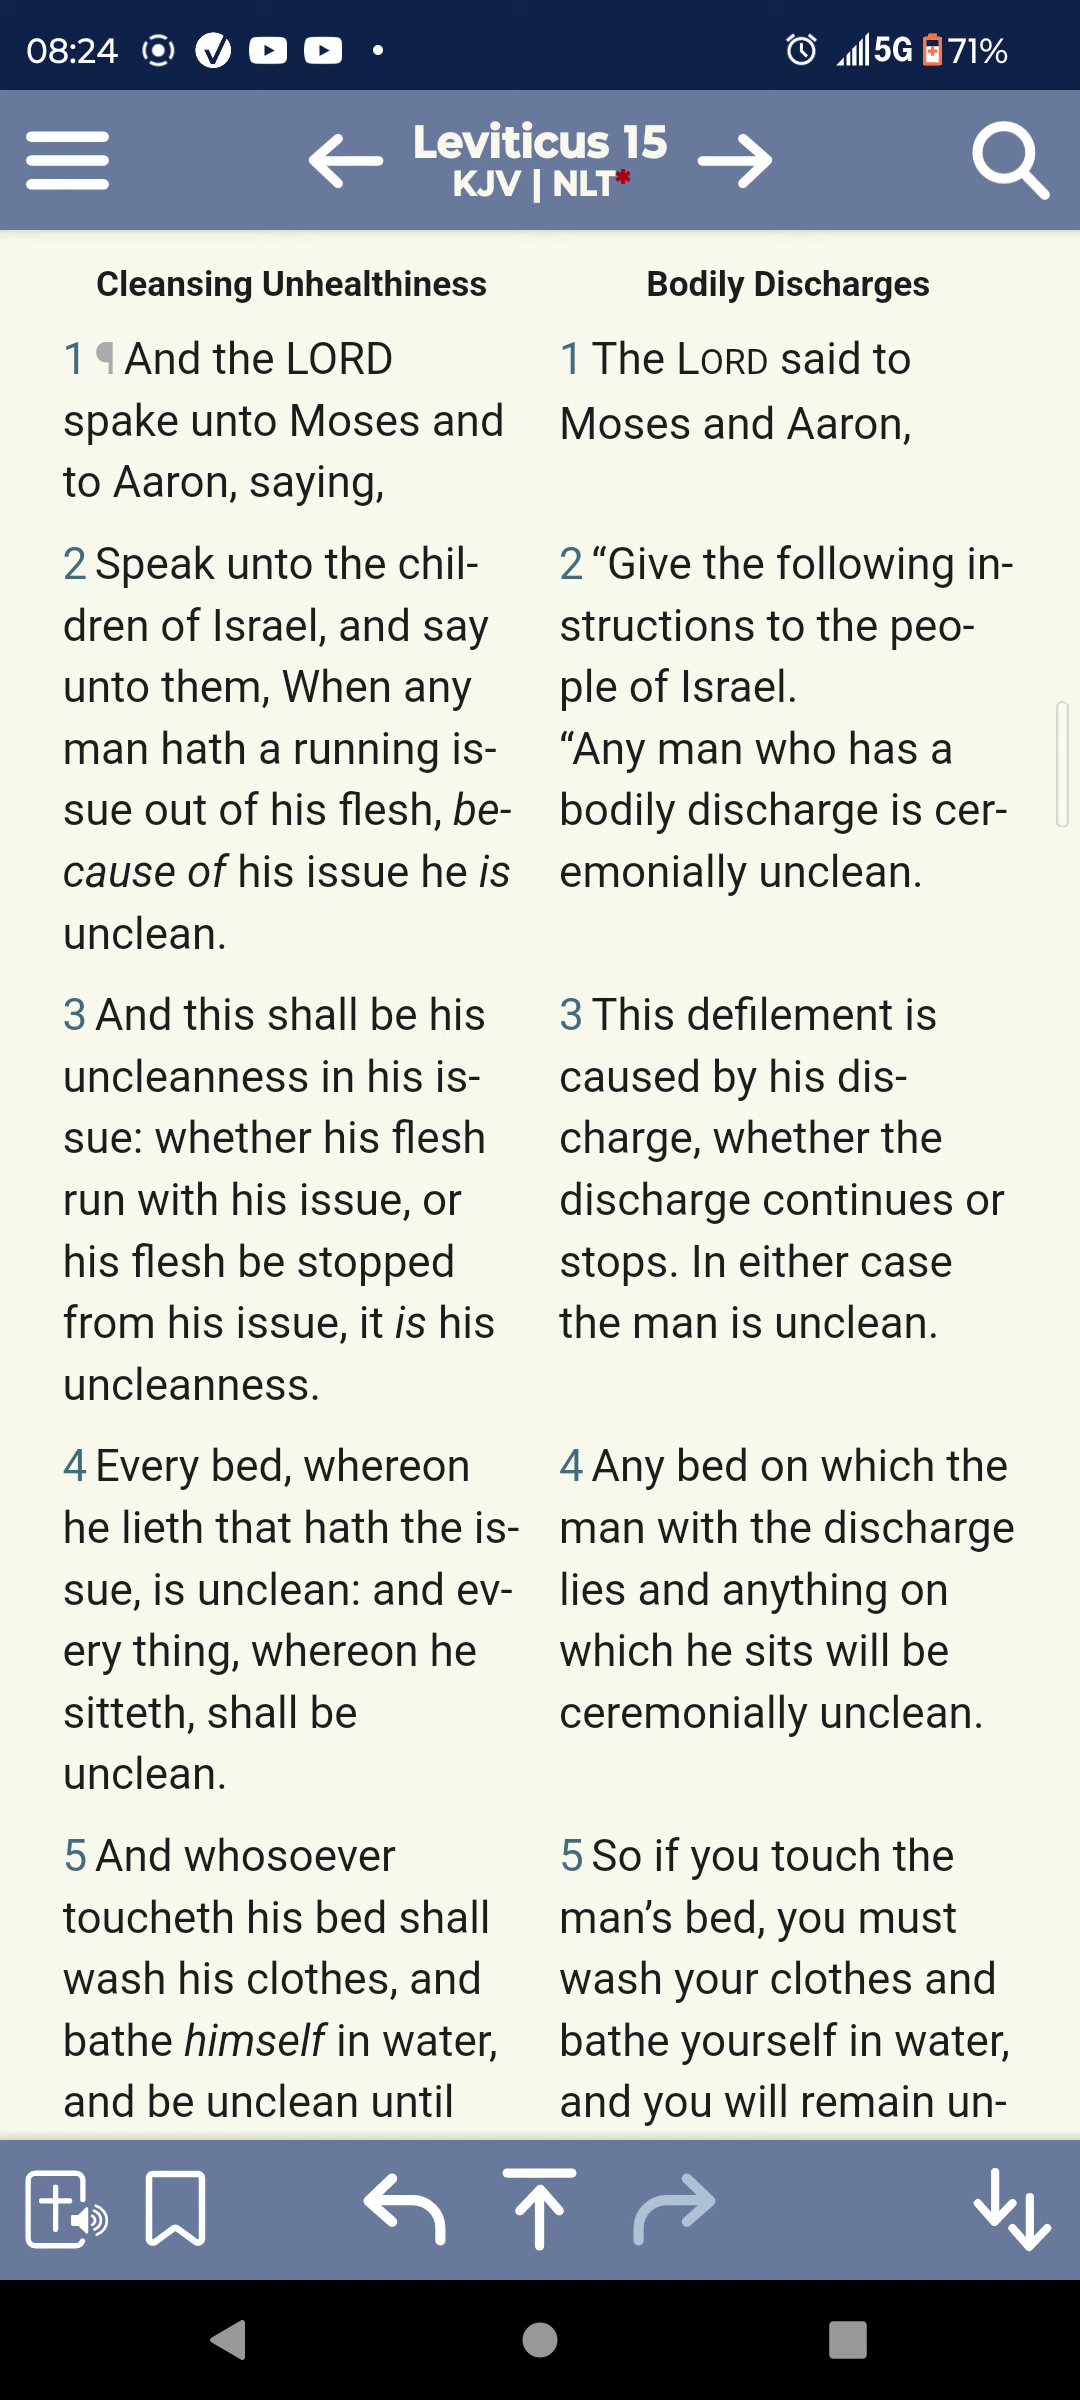 08:24 5G 71%
Leviticus 15
KJV | NLT*
Cleansing Unhealthiness
1 ¶ And the LORD
spake unto Moses and
to Aaron, saying,
2 Speak unto the chil-
dren of Israel, and say
unto them, When any
man hath a running is-
sue out of his flesh, be-
cause of his issue he is
unclean.
3 And this shall be his
uncleanness in his is-
sue: whether his flesh
run with his issue, or
his flesh be stopped
from his issue, it is his
uncleanness.
4 Every bed, whereon
he lieth that hath the is-
sue, is unclean: and ev-
ery thing, whereon he
sitteth, shall be
unclean.
5 And whosoever
toucheth his bed shall
wash his clothes, and
bathe himself in water,
and be unclean until
Bodily Discharges
1 The LORD said to
Moses and Aaron,
2 “Give the following in-
structions to the peo-
ple of Israel.
“Any man who has a
bodily discharge is cer-
emonially unclean.
3 This defilement is
caused by his dis-
charge, whether the
discharge continues or
stops. In either case
the man is unclean.
4 Any bed on which the
man with the discharge
lies and anything on
which he sits will be
ceremonially unclean.
5 So if you touch the
man’s bed, you must
wash your clothes and
bathe yourself in water,
and you will remain un-